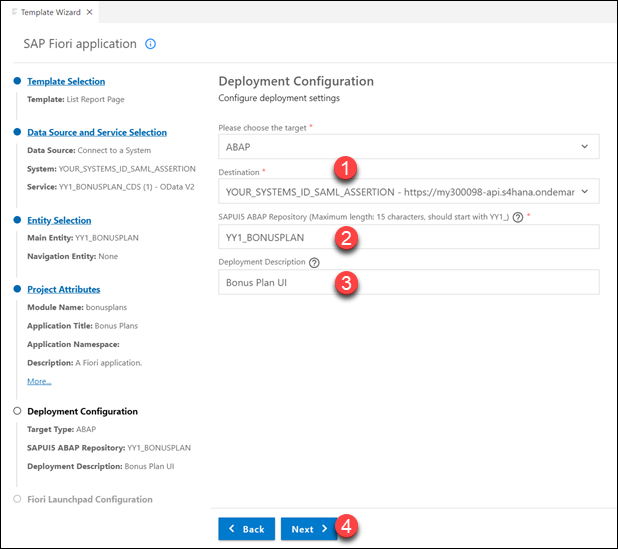 Template Wizard
SAP Fiori application
Template Selection
Template: List Report Page
Data Source and Service Selection
Data Source: Connect to a System
System: YOUR_SYSTEMS_ID_SAML_ASSERTION
Service: YY1_BONUSPLAN_CDS (1) - OData V2
Entity Selection
Main Entity: YY1_BONUSPLAN
Navigation Entity: None
Project Attributes
Module Name: bonusplans
Application Title: Bonus Plans
Application Namespace:
Description: A Fiori application.
More...
Deployment Configuration
Target Type: ABAP
SAPUI5 ABAP Repository: YY1_BONUSPLAN
Deployment Description: Bonus Plan UI
Fiori Launchpad Configuration
Deployment Configuration
Configure deployment settings
Please choose the target *
ABAP
1
Destination *
YOUR_SYSTEMS_ID_SAML_ASSERTION - https://my300098-api.s4hana.ondemar
SAPUI5 ABAP Repository (Maximum length: 15 characters, should start with YY1_) ? *
YY1_BONUSPLAN
2
Deployment Description ?
Bonus Plan UI
3
Back
Next
4